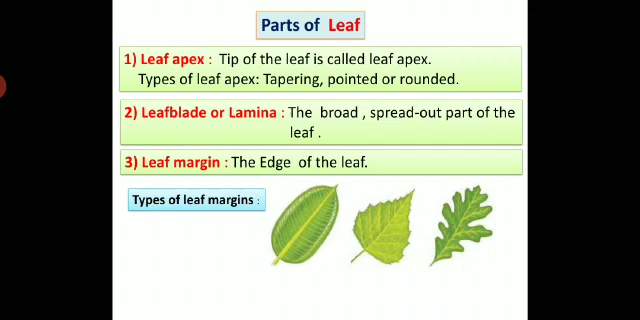 Parts of Leaf
1) Leaf apex : Tip of the leaf is called leaf apex.
Types of leaf apex: Tapering, pointed or rounded.
2) Leafblade or Lamina : The broad , spread-out part of the
leaf .
3) Leaf margin : The Edge of the leaf.
Types of leaf margins :